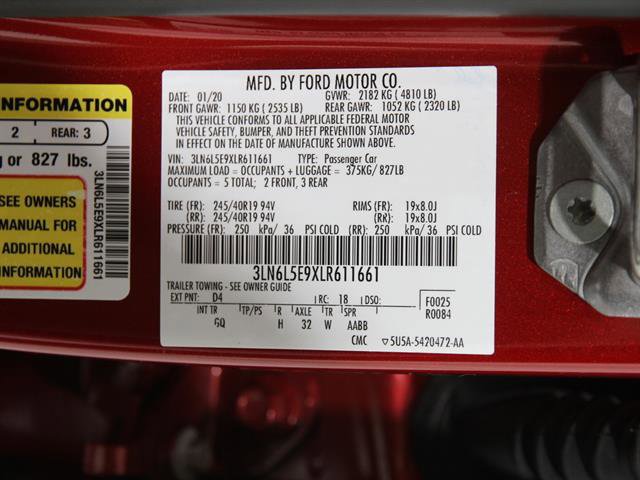 INFORMATION
2 REAR: 3
or 827 lbs.
SEE OWNERS
MANUAL FOR
ADDITIONAL
INFORMATION
3LN6L5E9XLR611661
MFD. BY FORD MOTOR CO.
DATE: 01/20 GVWR: 2182 KG ( 4810 LB)
FRONT GAWR: 1150 KG ( 2535 LB) REAR GAWR: 1052 KG ( 2320 LB)
THIS VEHICLE CONFORMS TO ALL APPLICABLE FEDERAL MOTOR
VEHICLE SAFETY, BUMPER, AND THEFT PREVENTION STANDARDS
IN EFFECT ON THE DATE OF MANUFACTURE SHOWN ABOVE.
VIN: 3LN6L5E9XLR611661 TYPE: Passenger Car
MAXIMUM LOAD = OCCUPANTS + LUGGAGE = 375KG/ 827LB
OCCUPANTS = 5 TOTAL; 2 FRONT, 3 REAR
TIRE (FR): 245/40R19 94V RIMS (FR): 19x8.0J
(RR): 245/40R19 94V (RR): 19x8.0J
PRESSURE (FR): 250 kPa/ 36 PSI COLD (RR): 250 kPa/ 36 PSI COLD
3LN6L5E9XLR611661
TRAILER TOWING - SEE OWNER GUIDE
EXT PNT: D4 RC: 18 DSO: F0025
INT TR TP/PS R AXLE TR SPR R0084
GQ H 32 W AABB
CMC ▽5U5A-5420472-AA